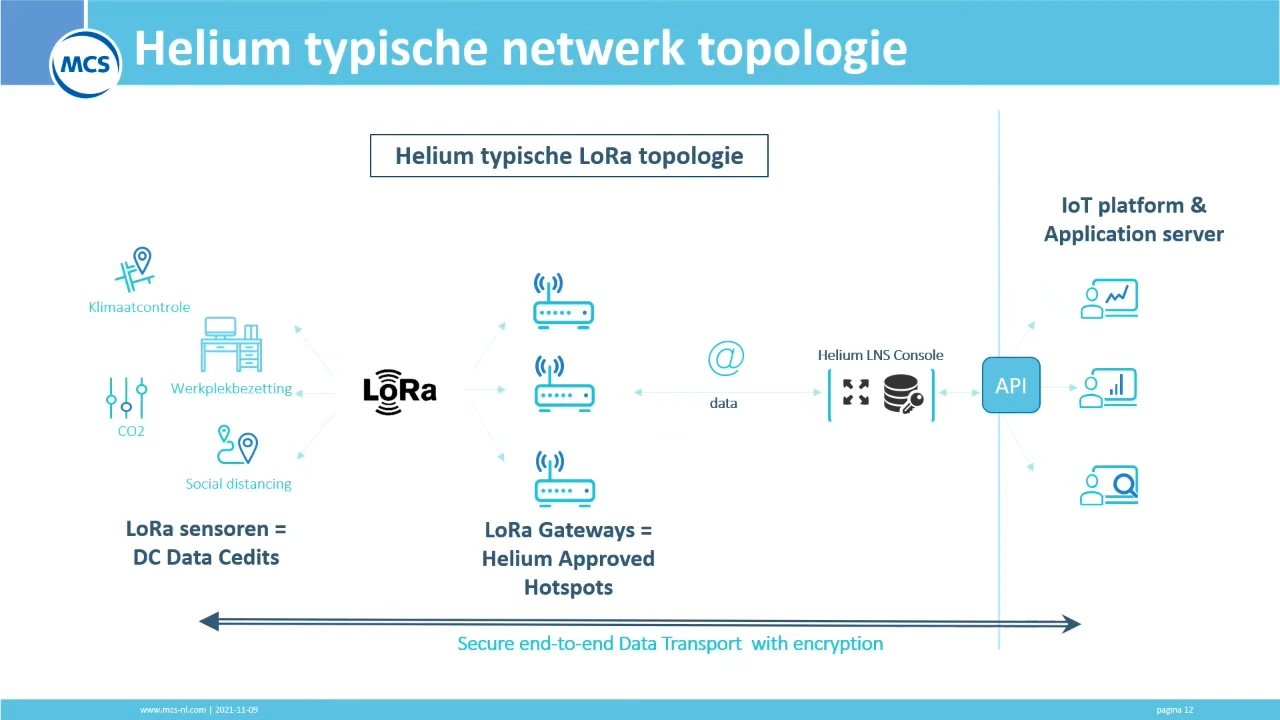 MCS
Helium typische netwerk topologie
Helium typische LoRa topologie
IoT platform &
Application server
Klimaatcontrole
Werkplekbezetting
CO2
Social distancing
LoRa sensoren =
DC Data Cedits
LoRa
LoRa Gateways =
Helium Approved
Hotspots
@
data
Helium LNS Console
API
Secure end-to-end Data Transport with encryption
www.mcs-nl.com | 2021-11-09
pagina 12